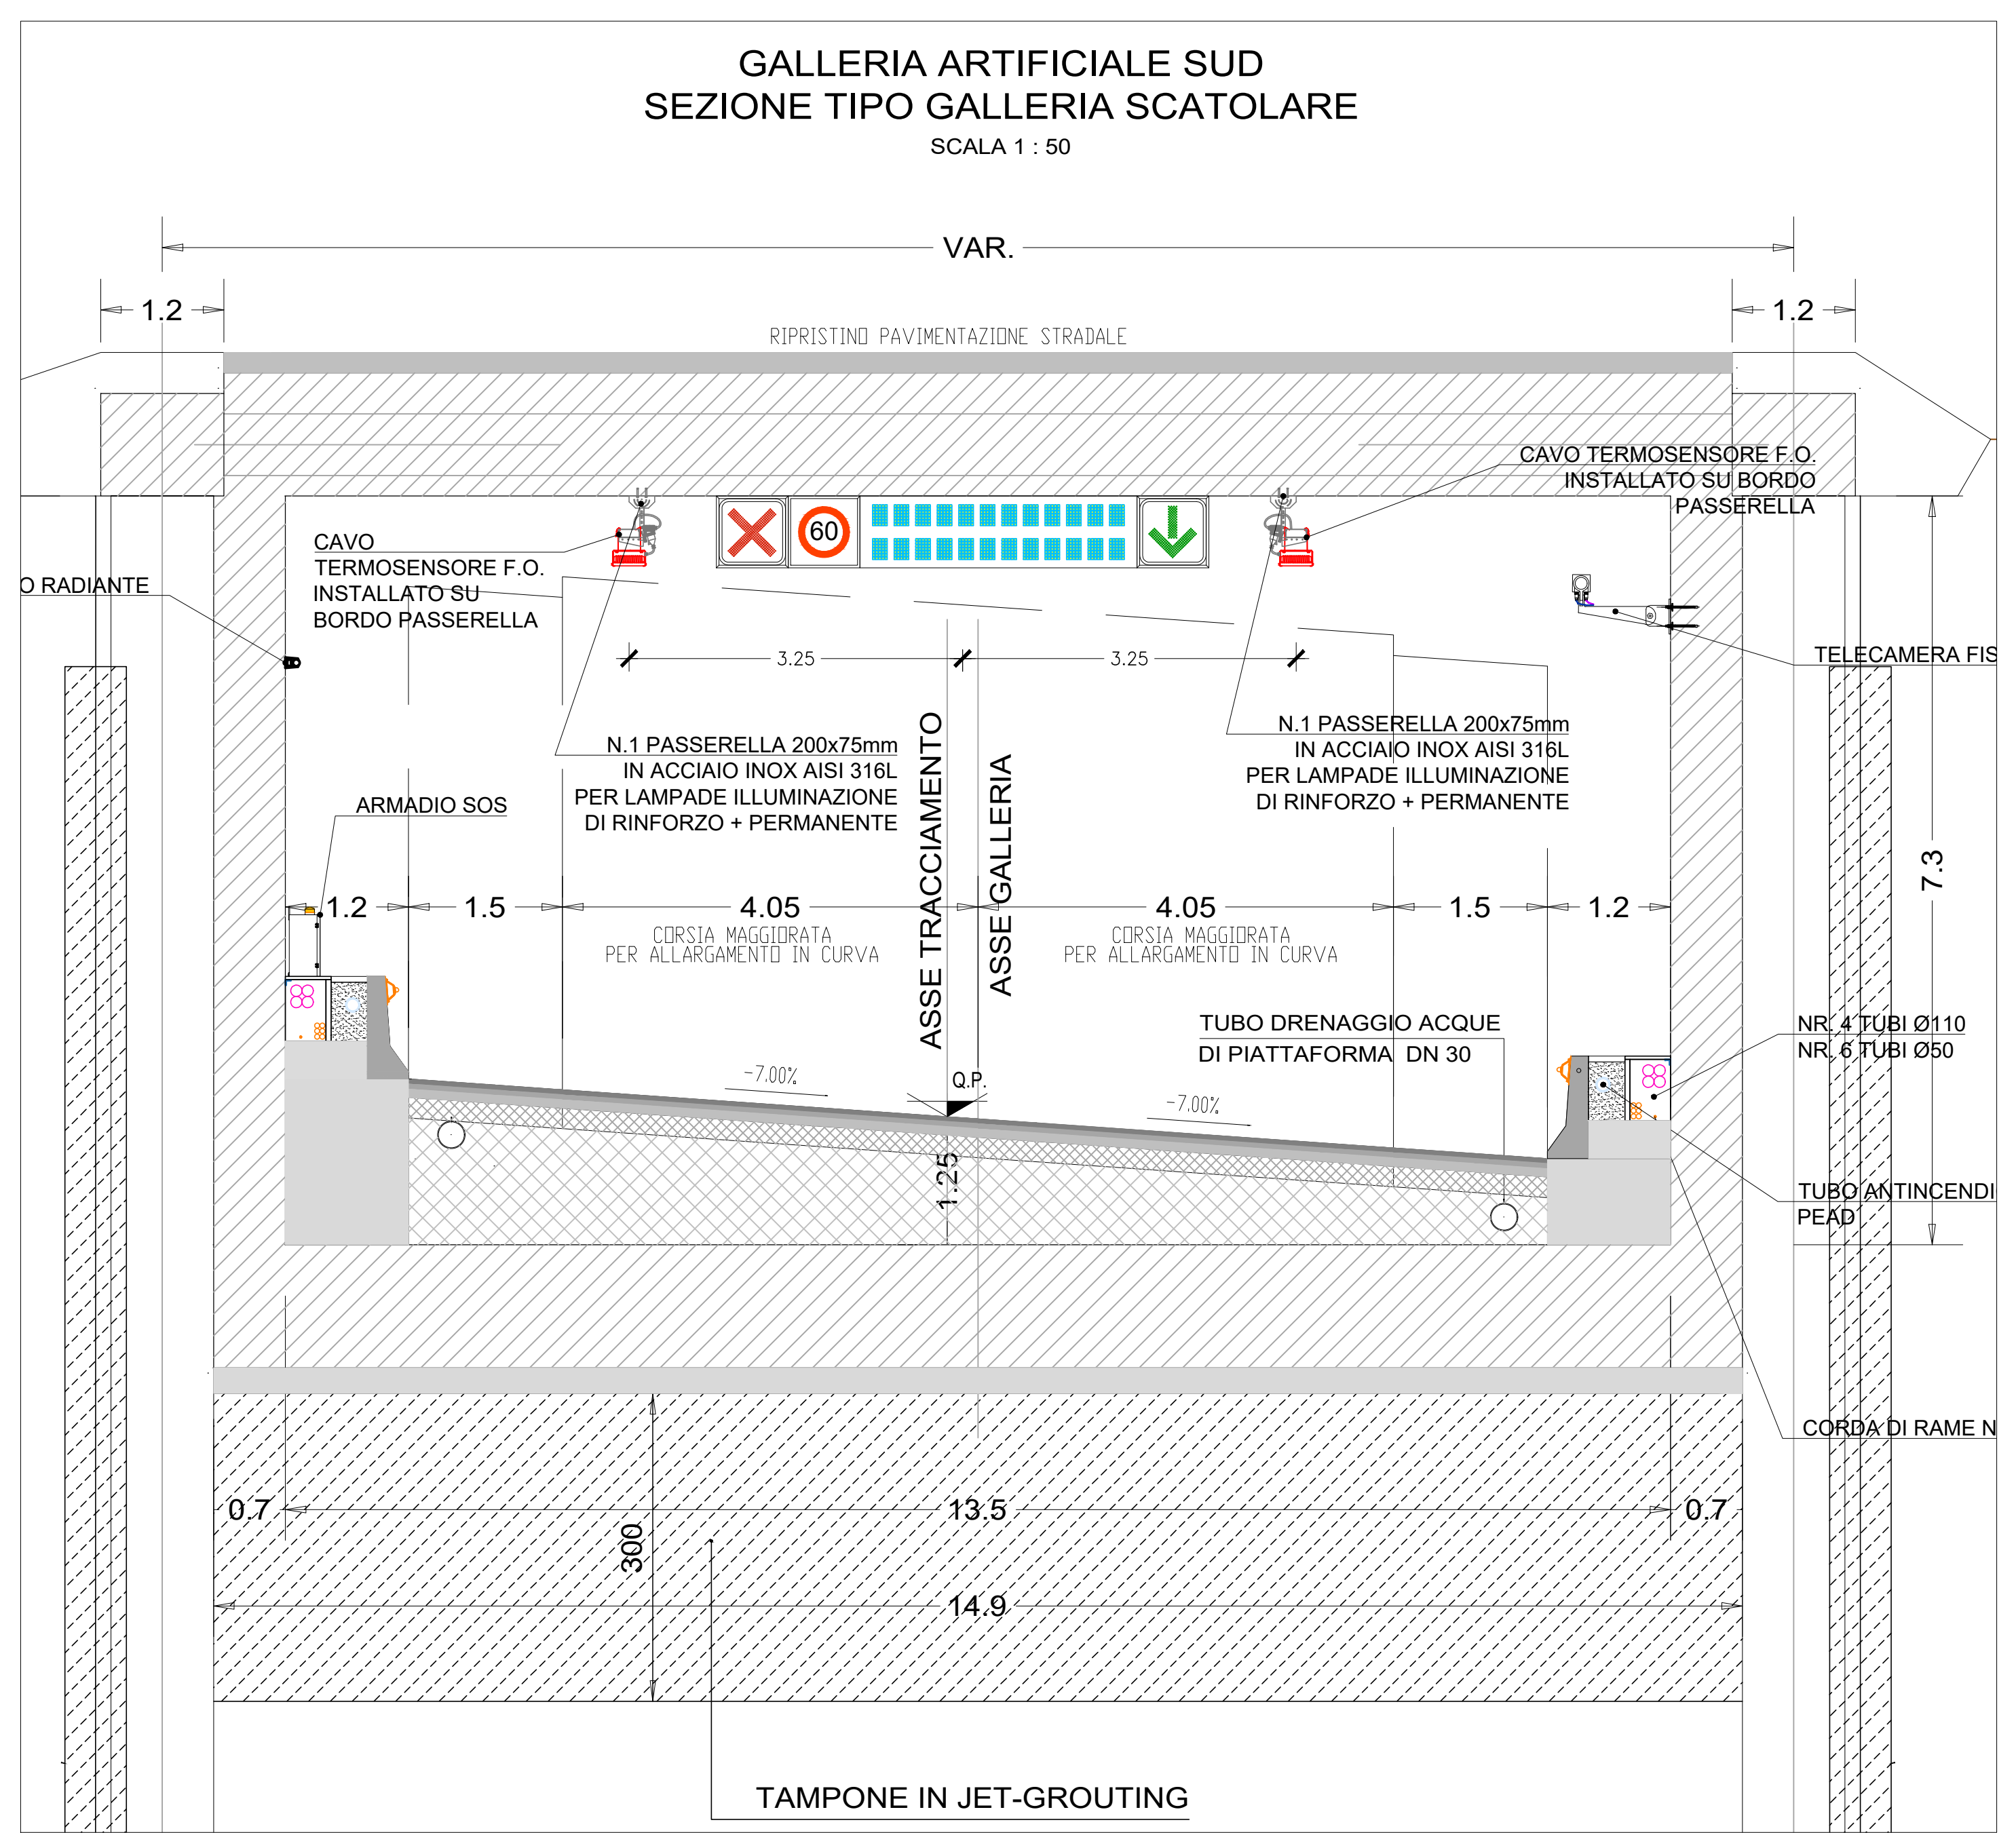 GALLERIA ARTIFICIALE SUD
SEZIONE TIPO GALLERIA SCATOLARE
SCALA 1 : 50
VAR.
1.2
1.2
RIPRISTINO PAVIMENTAZIONE STRADALE
CAVO TERMOSENSORE F.O.
INSTALLATO SU BORDO
PASSERELLA
60
CAVO
TERMOSENSORE F.O.
INSTALLATO SU
BORDO PASSERELLA
O RADIANTE
TELECAMERA FIS
3.25
3.25
N.1 PASSERELLA 200x75mm
IN ACCIAIO INOX AISI 316L
PER LAMPADE ILLUMINAZIONE
DI RINFORZO + PERMANENTE
N.1 PASSERELLA 200x75mm
IN ACCIAIO INOX AISI 316L
PER LAMPADE ILLUMINAZIONE
DI RINFORZO + PERMANENTE
ASSE TRACCIAMENTO
ASSE GALLERIA
ARMADIO SOS
7.3
1.2
1.5
4.05
4.05
1.5
1.2
CORSIA MAGGIORATA
PER ALLARGAMENTO IN CURVA
CORSIA MAGGIORATA
PER ALLARGAMENTO IN CURVA
TUBO DRENAGGIO ACQUE
DI PIATTAFORMA DN 30
NR. 4 TUBI Ø110
NR. 6 TUBI Ø50
-7.00%
Q.P.
-7.00%
1.25
TUBO ANTINCENDI
PEAD
CORDA DI RAME N
0.7
13.5
0.7
300
14.9
TAMPONE IN JET-GROUTING